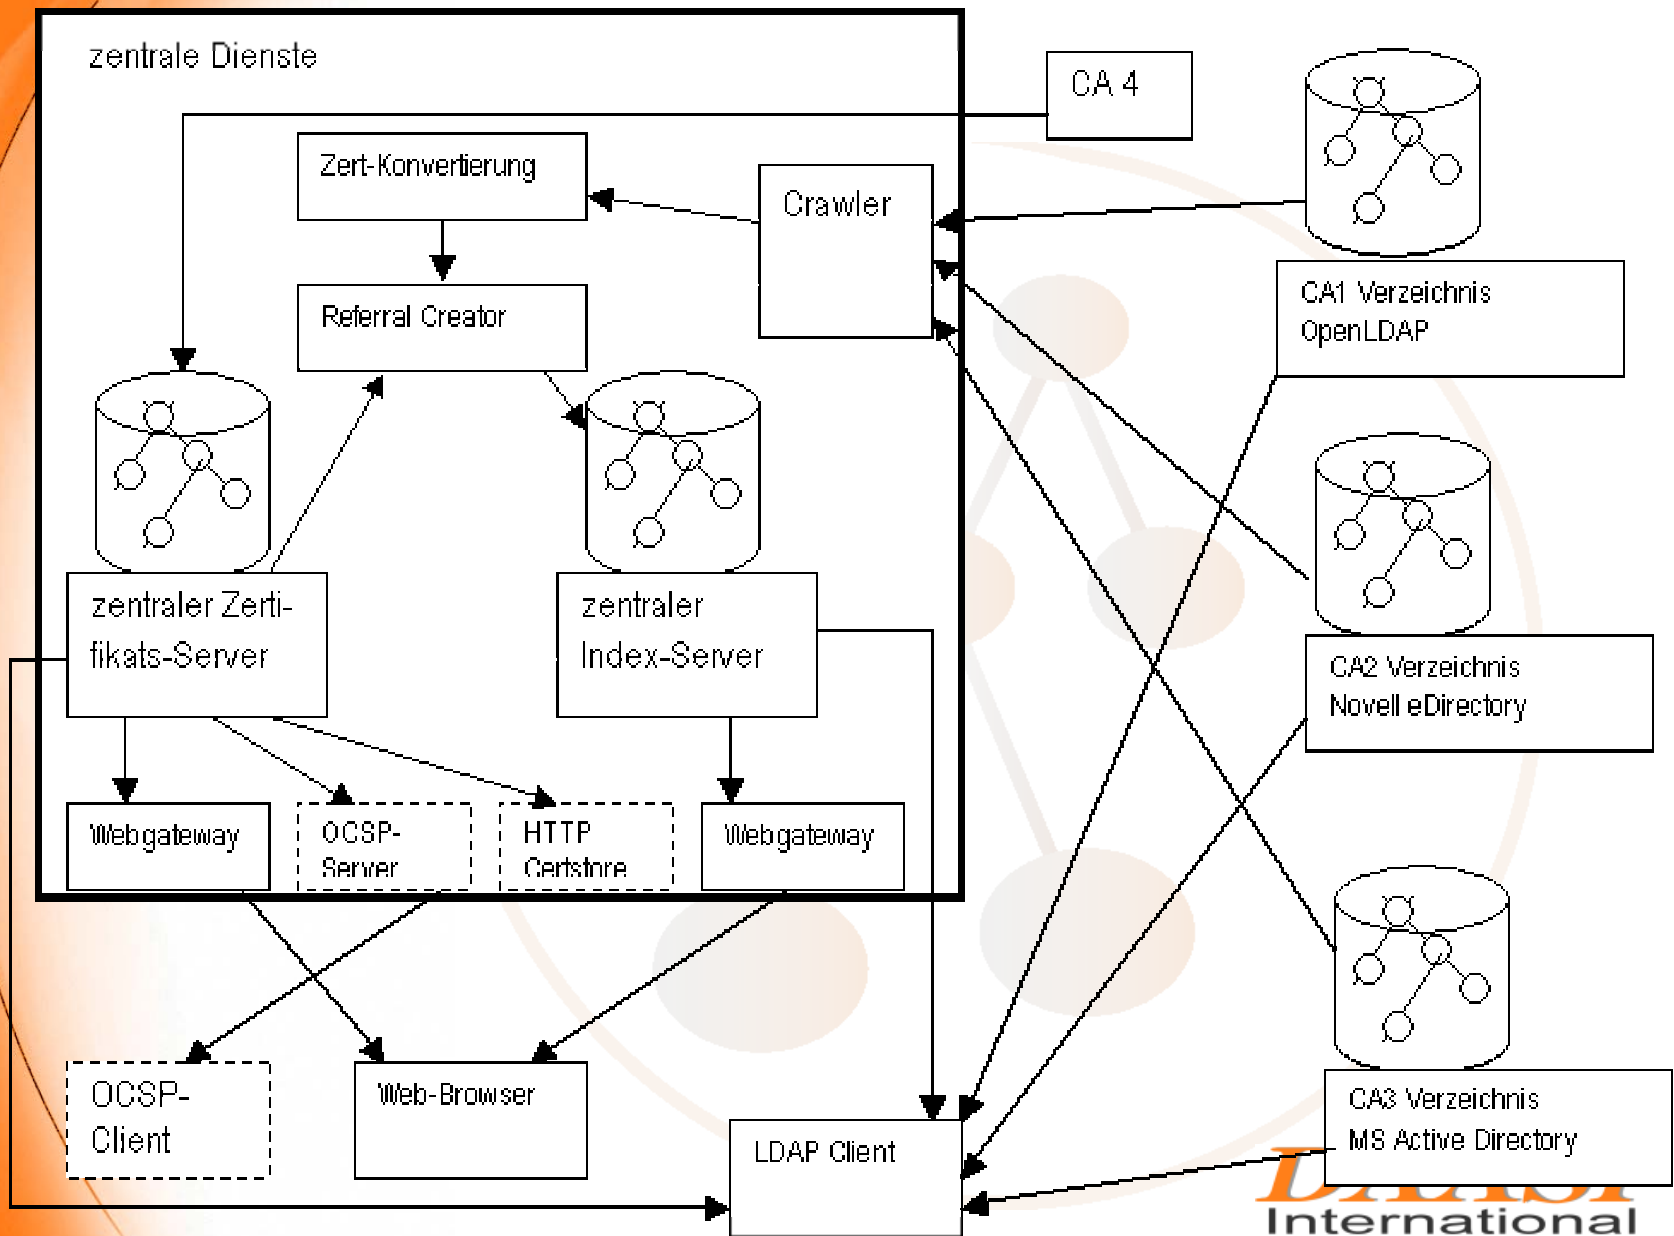 zentrale Dienste
CA 4
Zert-Konvertierung
Crawler
Referral Creator
CA1 Verzeichnis
OpenLDAP
zentraler Zerti-
fikats-Server
zentraler
Index-Server
CA2 Verzeichnis
Novell eDirectory
Webgateway
OCSP-
Server
HTTP
Certstore
Webgateway
OCSP-
Client
Web-Browser
LDAP Client
CA3 Verzeichnis
MS Active Directory
International